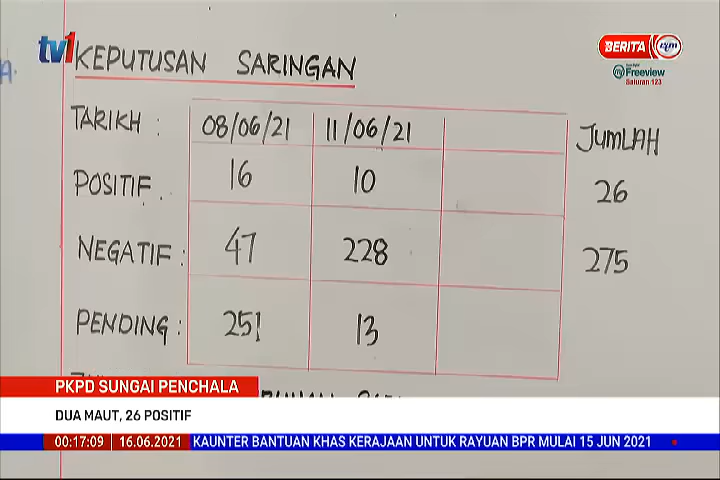 tv1
BERITA rtm
my Freeview
Saluran 123
KEPUTUSAN SARINGAN
TARIKH : 08/06/21 11/06/21 JUMLAH
POSITIF : 16 10 26
NEGATIF : 47 228 275
PENDING : 251 13
PKPD SUNGAI PENCHALA
DUA MAUT, 26 POSITIF
00:17:09 16.06.2021 KAUNTER BANTUAN KHAS KERAJAAN UNTUK RAYUAN BPR MULAI 15 JUN 2021